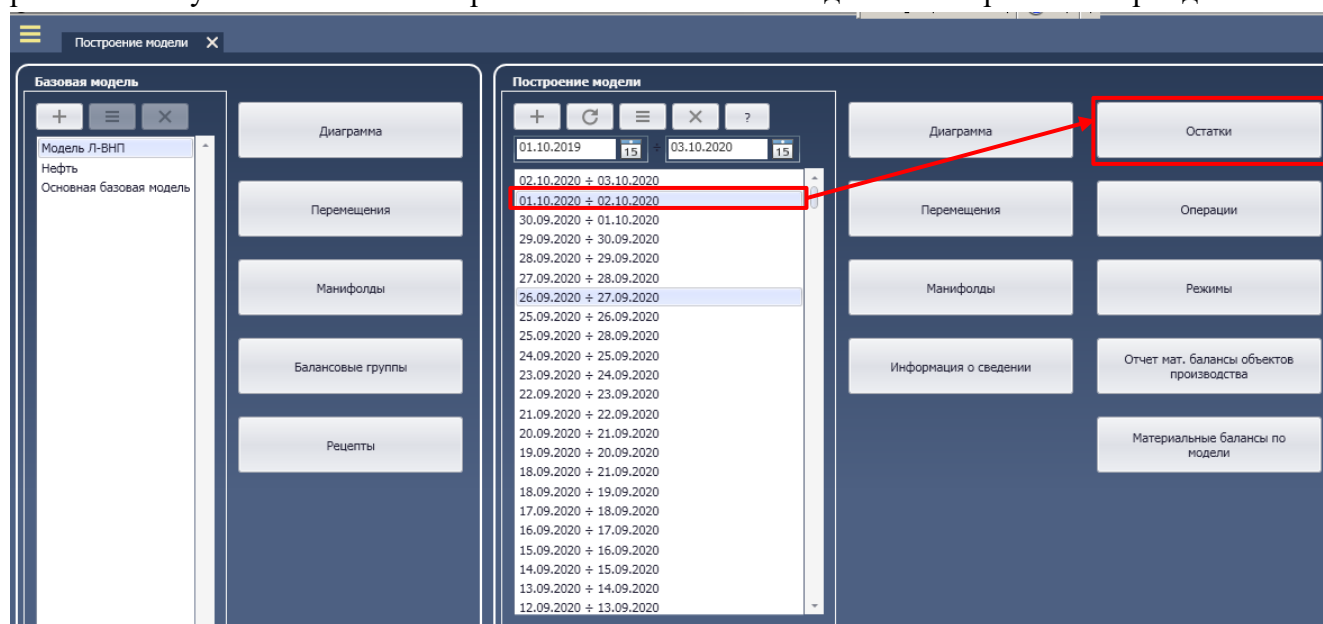 Построение модели
Базовая модель
Модель Л-ВНП
Нефть
Основная базовая модель
Диаграмма
Перемещения
Манифолды
Балансовые группы
Рецепты
Построение модели
?
01.10.2019 15 ÷ 03.10.2020 15
02.10.2020 ÷ 03.10.2020
01.10.2020 ÷ 02.10.2020
30.09.2020 ÷ 01.10.2020
29.09.2020 ÷ 30.09.2020
28.09.2020 ÷ 29.09.2020
27.09.2020 ÷ 28.09.2020
26.09.2020 ÷ 27.09.2020
25.09.2020 ÷ 26.09.2020
25.09.2020 ÷ 28.09.2020
24.09.2020 ÷ 25.09.2020
23.09.2020 ÷ 24.09.2020
22.09.2020 ÷ 23.09.2020
21.09.2020 ÷ 22.09.2020
20.09.2020 ÷ 21.09.2020
19.09.2020 ÷ 20.09.2020
18.09.2020 ÷ 21.09.2020
18.09.2020 ÷ 19.09.2020
17.09.2020 ÷ 18.09.2020
16.09.2020 ÷ 17.09.2020
15.09.2020 ÷ 16.09.2020
14.09.2020 ÷ 15.09.2020
13.09.2020 ÷ 14.09.2020
12.09.2020 ÷ 13.09.2020
Диаграмма
Перемещения
Манифолды
Информация о сведении
Остатки
Операции
Режимы
Отчет мат. балансы объектов
производства
Материальные балансы по
модели